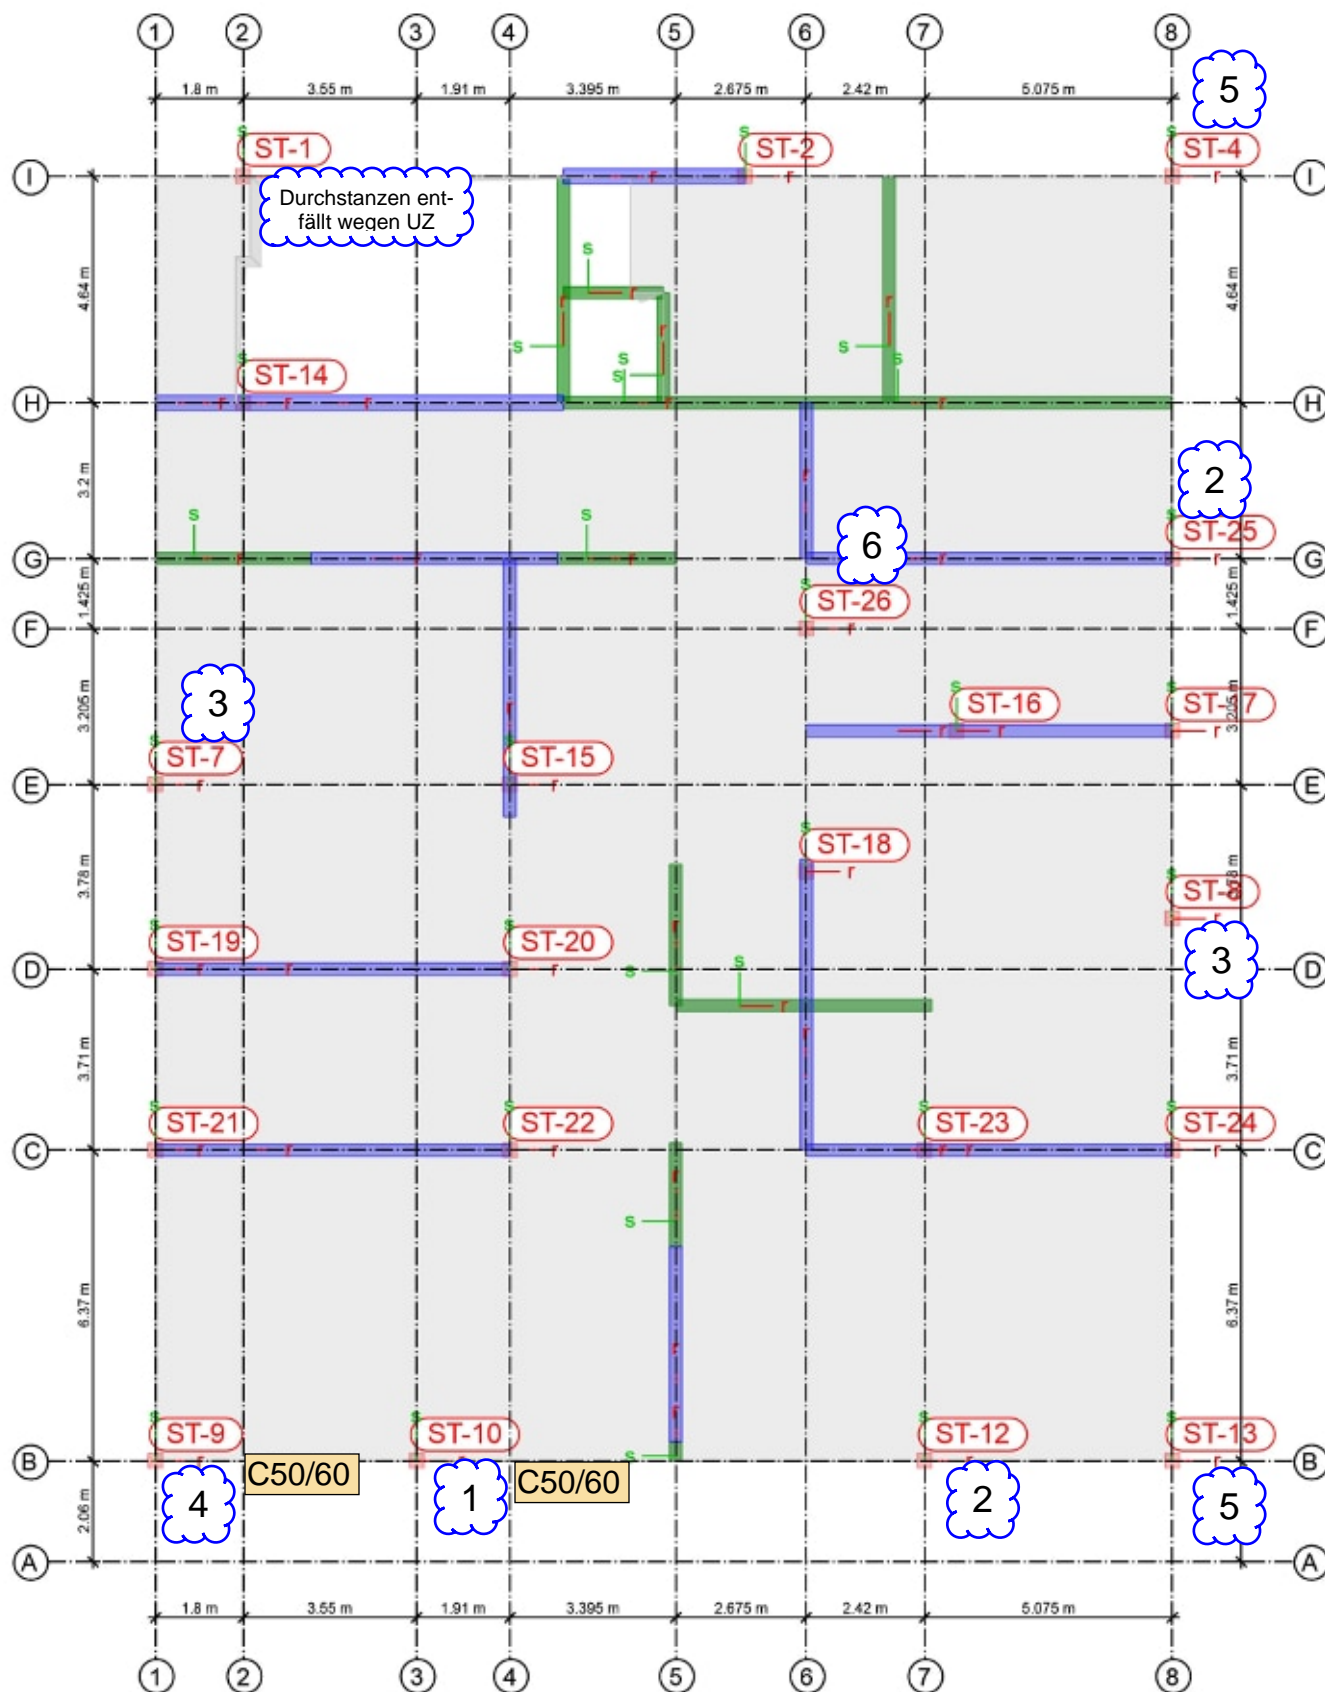 1 2 3 4 5 6 7 8
1.8 m 3.55 m 1.91 m 3.395 m 2.675 m 2.42 m 5.075 m
5
s s s
ST-1 ST-2 ST-4
I r r r I
Durchstanzen ent-
fällt wegen UZ
4.64 m 4.64 m
s
r r r r
s s s
s s s
ST-14
H r r r r r H
3.2 m
r
2
s s s
6 ST-25
G r r r r r G
1.425 m 1.425 m
s
ST-26
F r F
3.205 m 3.205 m
3
s s
r ST-16
r r r
s s
ST-7 ST-15
E r r E
3.78 m
s
ST-18
r
s
ST-8
r
s s r
ST-19 ST-20 3
D r r r s s D
r
r
3.71 m 3.71 m
s s s s
ST-21 ST-22 ST-23 ST-24
C r r r r r r C
r
s
6.37 m 6.37 m
r
s s s s
r
ST-9 ST-10 ST-12 ST-13
B r s r B
C50/60 C50/60
4 1 2 5
2.06 m
A A
1.8 m 3.55 m 1.91 m 3.395 m 2.675 m 2.42 m 5.075 m
1 2 3 4 5 6 7 8